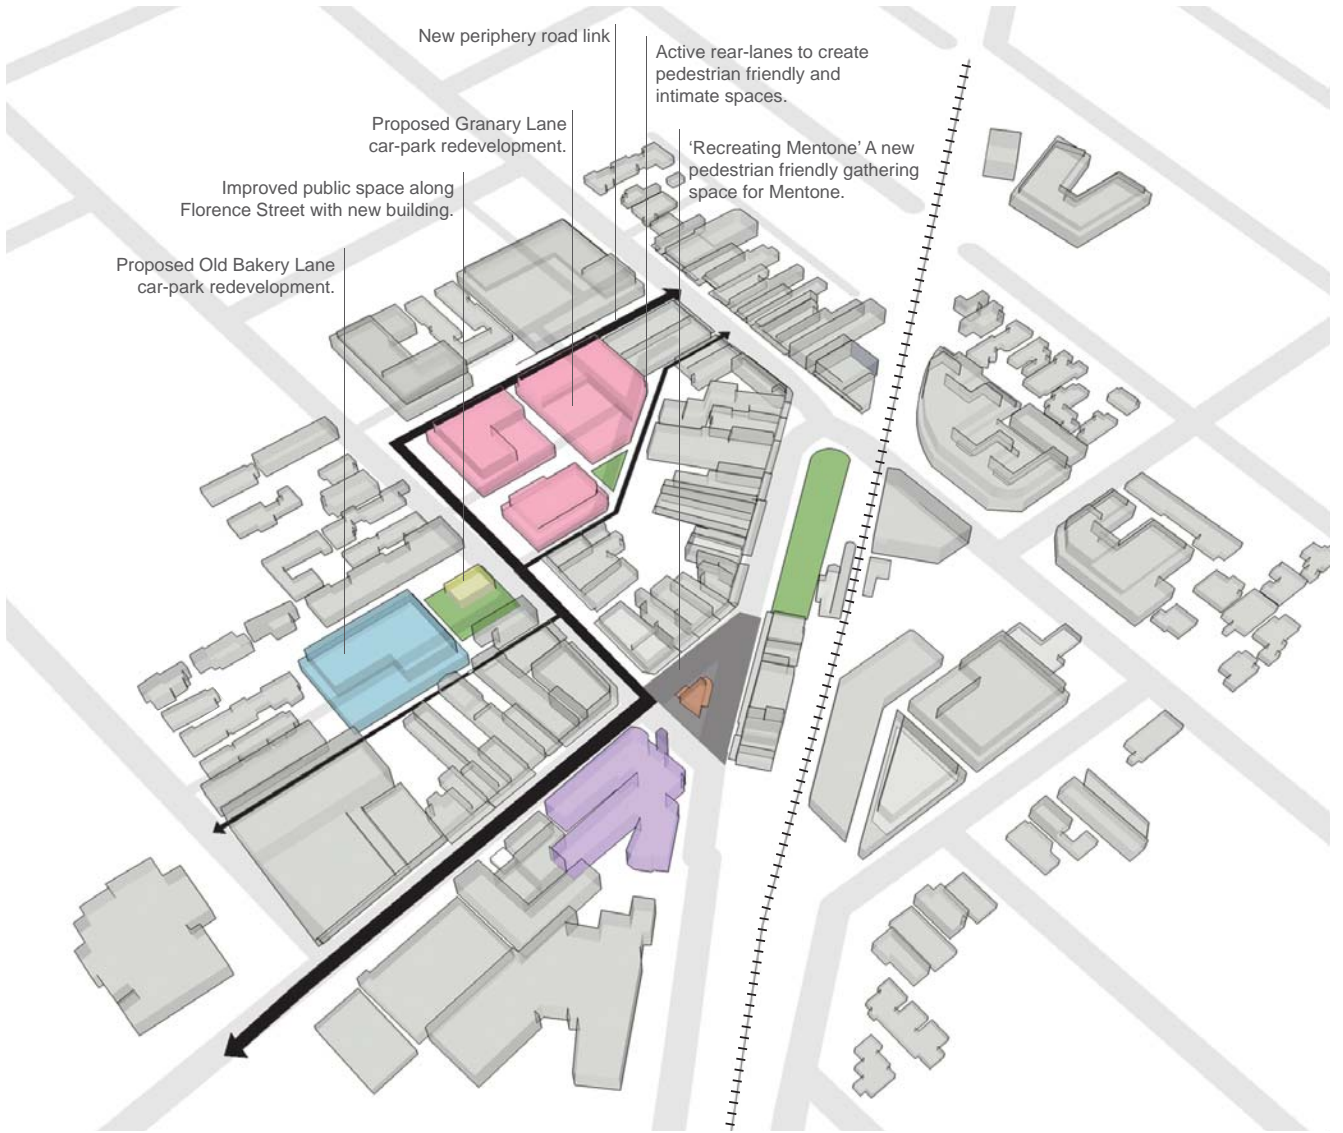 New periphery road link
Active rear-lanes to create
pedestrian friendly and
intimate spaces.
Proposed Granary Lane
car-park redevelopment.
‘Recreating Mentone’ A new
pedestrian friendly gathering
space for Mentone.
Improved public space along
Florence Street with new building.
Proposed Old Bakery Lane
car-park redevelopment.